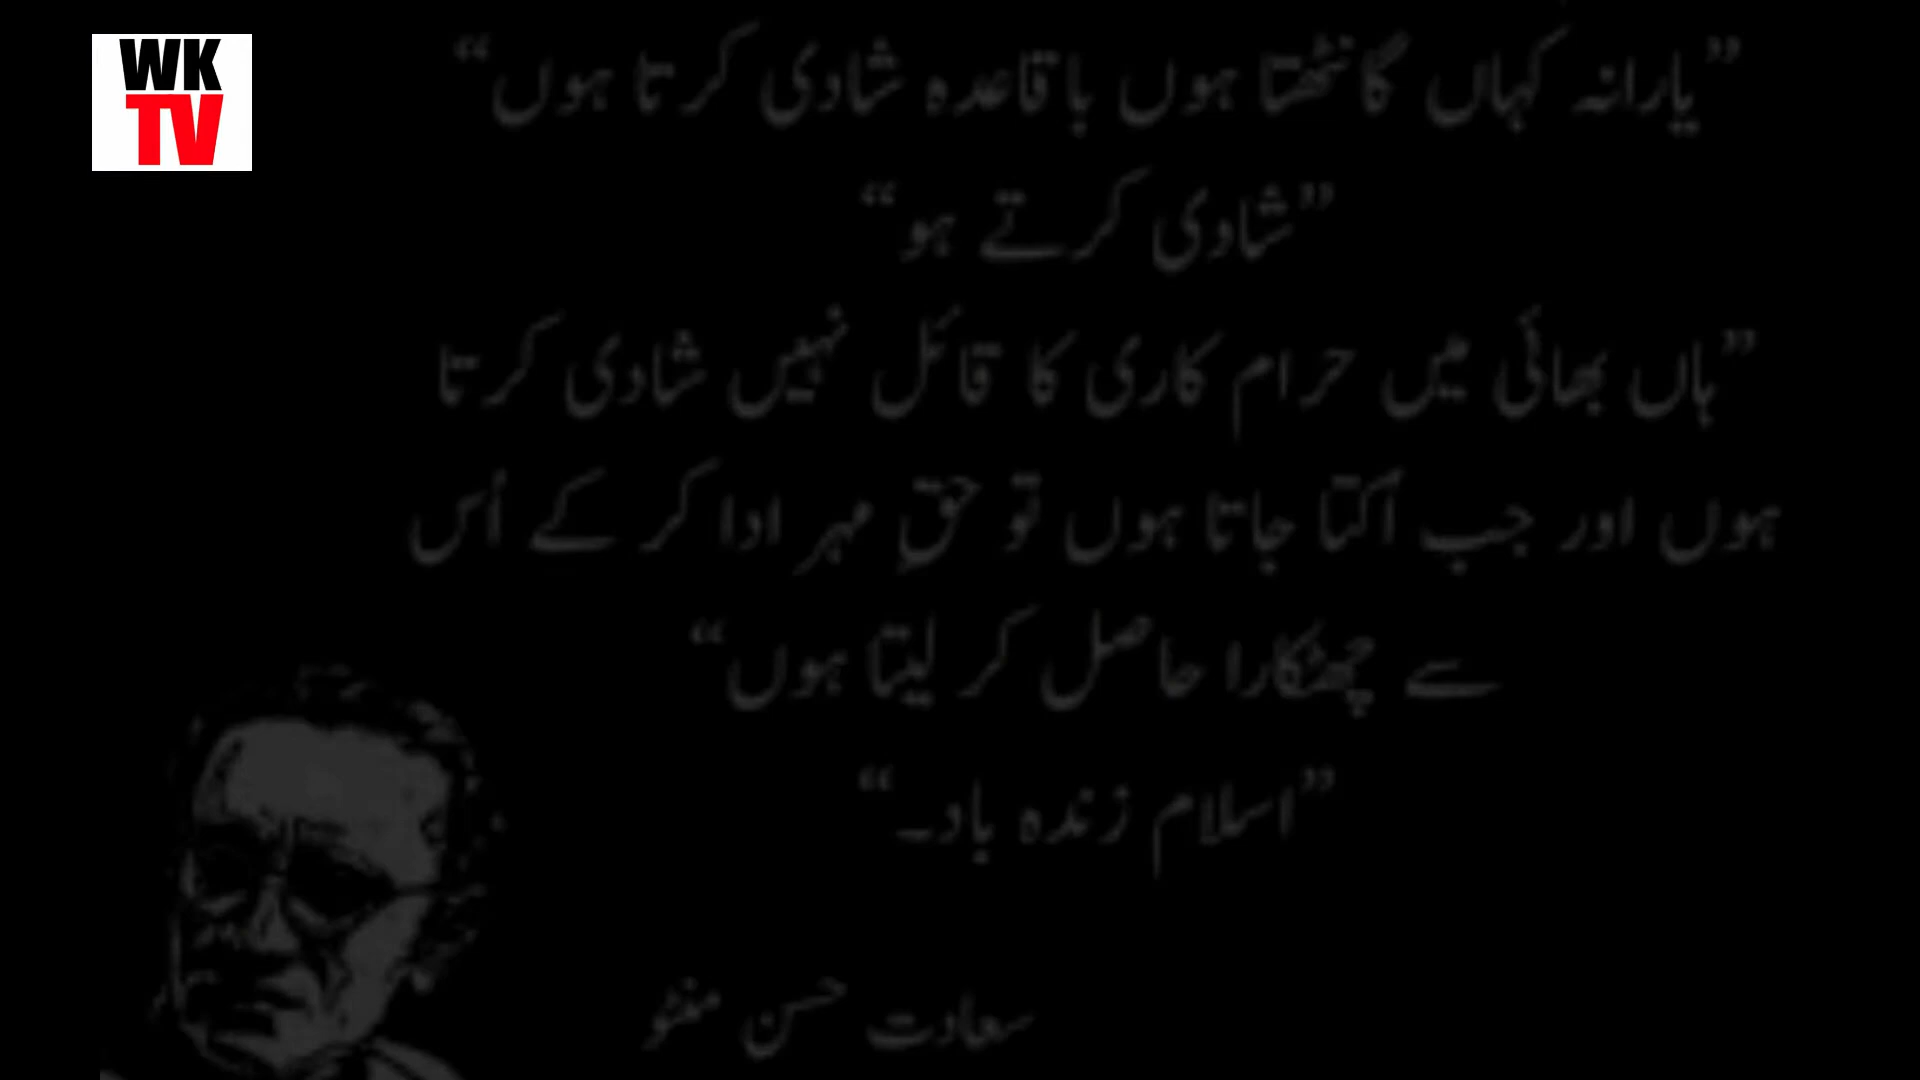 WK
TV
”یارانہ کہاں گانٹھتا ہوں باقاعدہ شادی کرتا ہوں“
”شادی کرتے ہو“
”ہاں بھائی میں حرام کاری کا قائل نہیں شادی کرتا
ہوں اور جب اُکتا جاتا ہوں تو حقِ مہر ادا کر کے اُس
سے چھٹکارا حاصل کر لیتا ہوں“
”اسلام زندہ باد۔“
سعادت حسن منٹو